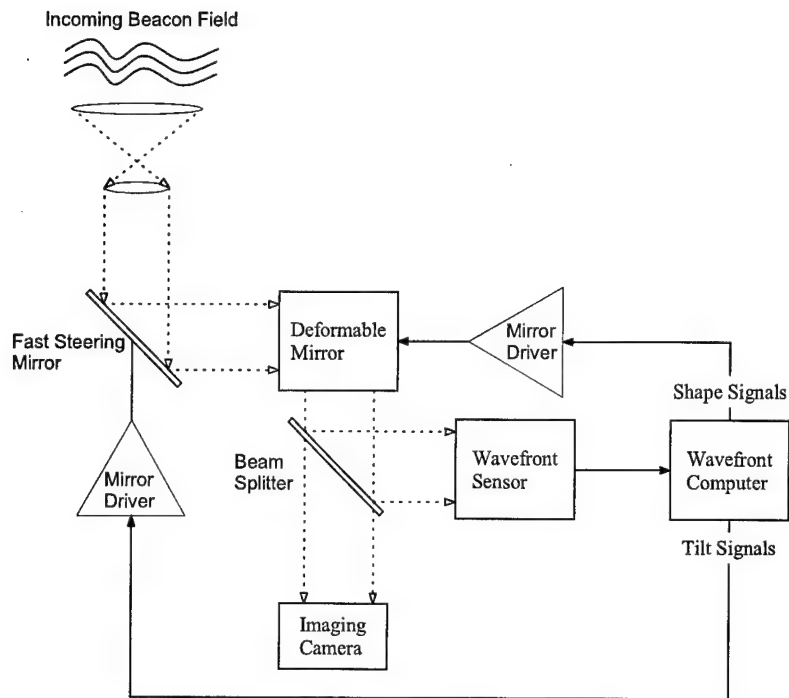 Incoming Beacon Field
Deformable
Mirror
Mirror
Driver
Fast Steering
Mirror
Shape Signals
Beam
Splitter
Wavefront
Sensor
Wavefront
Computer
Mirror
Driver
Tilt Signals
Imaging
Camera